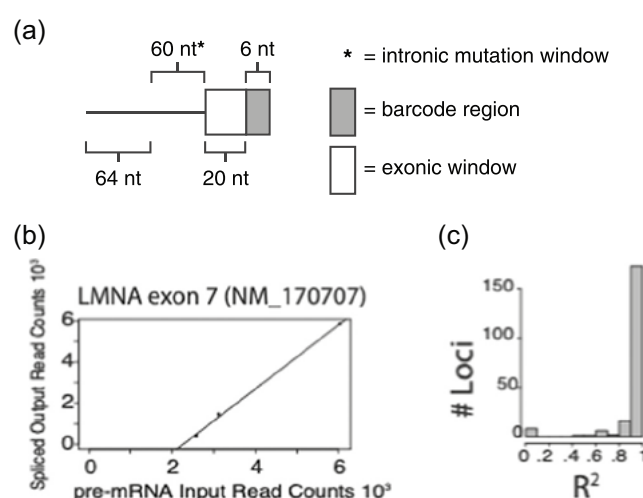 (a)
60 nt*
6 nt
64 nt
20 nt
* = intronic mutation window
= barcode region
= exonic window
(b)
LMNA exon 7 (NM_170707)
Spliced Output Read Counts 10³
6
4
2
0
0 2 4 6
pre-mRNA Input Read Counts 10³
(c)
# Loci
150
100
50
0
0 .2 .4 .6 .8 1
R²